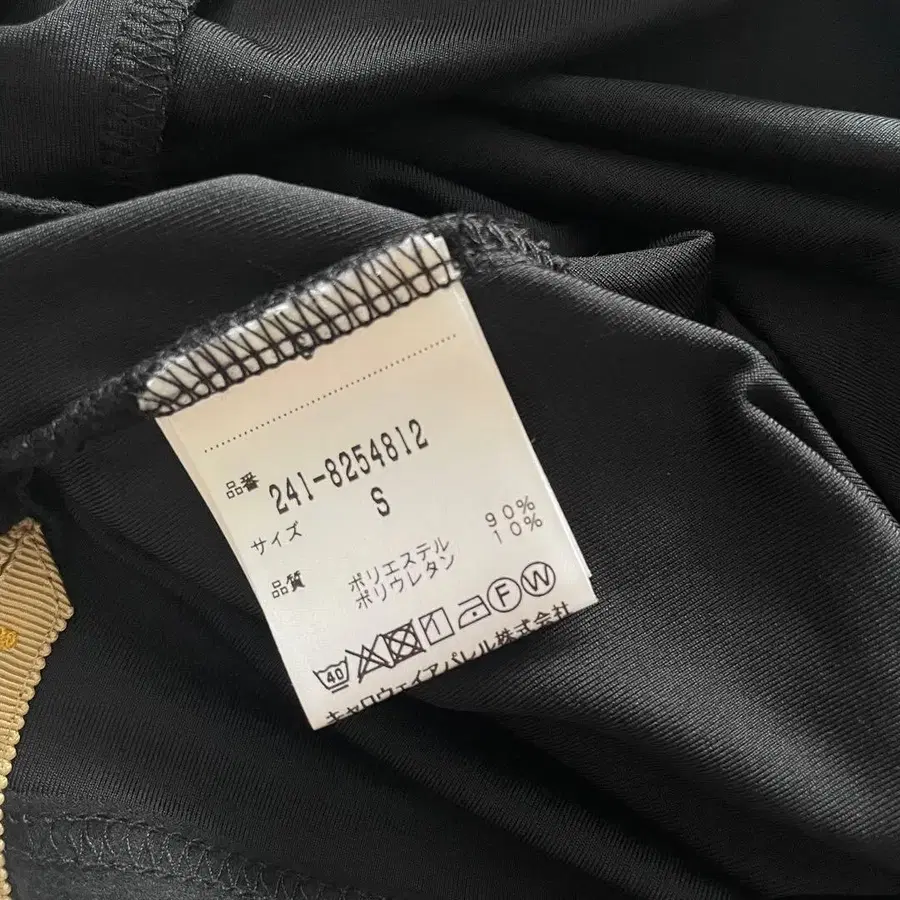 品番 241-8254812
サイズ S
品質 ポリエステル 90%
ポリウレタン 10%
40 F W
キャロウェイアパレル株式会社